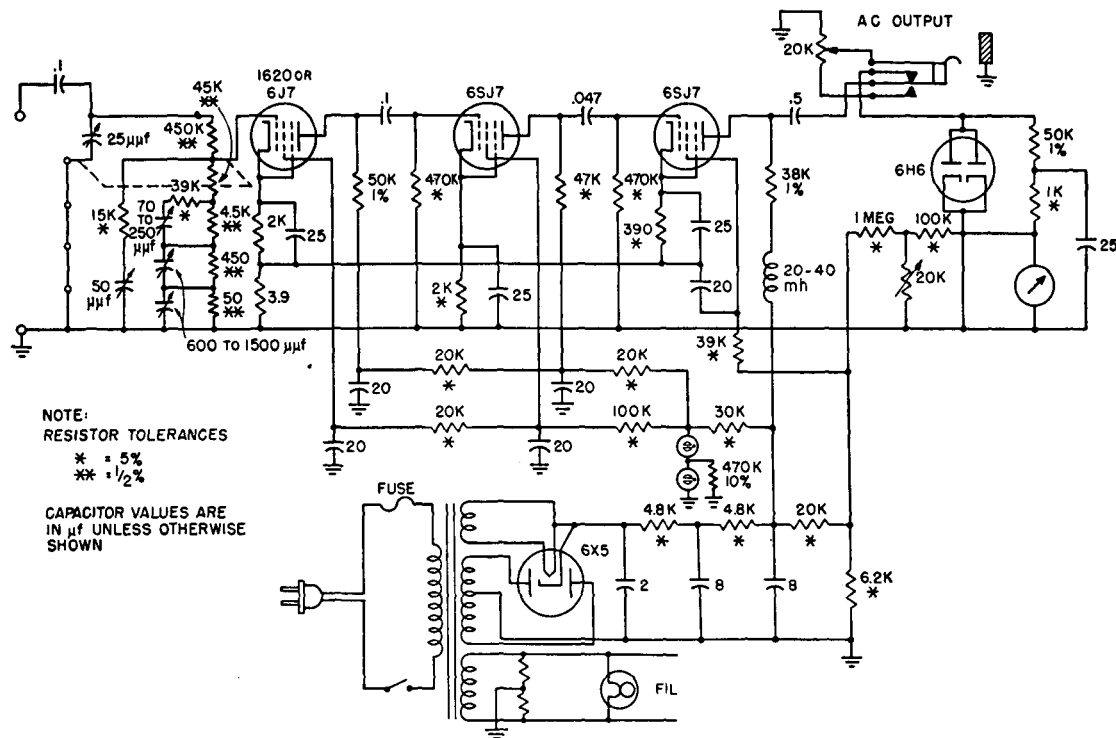 AC OUTPUT
20K
.1
45K
**
1620 OR
6J7
.1
6SJ7
.047
6SJ7
.5
25μμf
450K
**
39K
*
15K
*
70
TO
250
μμf
4.5K
**
450
**
50
**
50
μμf
600 TO 1500 μμf
2K
25
3.9
50K
1%
470K
*
2K
*
25
47K
*
470K
*
390
*
25
20
38K
1%
20-40
mh
39K
*
6H6
50K
1%
1K
*
1 MEG
*
100K
*
20K
25
20
20K
*
20
20K
*
20
20K
*
20
100K
*
30K
*
470K
10%
NOTE:
RESISTOR TOLERANCES
* = 5%
** = 1/2%
CAPACITOR VALUES ARE
IN μf UNLESS OTHERWISE
SHOWN
FUSE
6X5
4.8K
*
4.8K
*
20K
*
2
8
8
6.2K
*
FIL